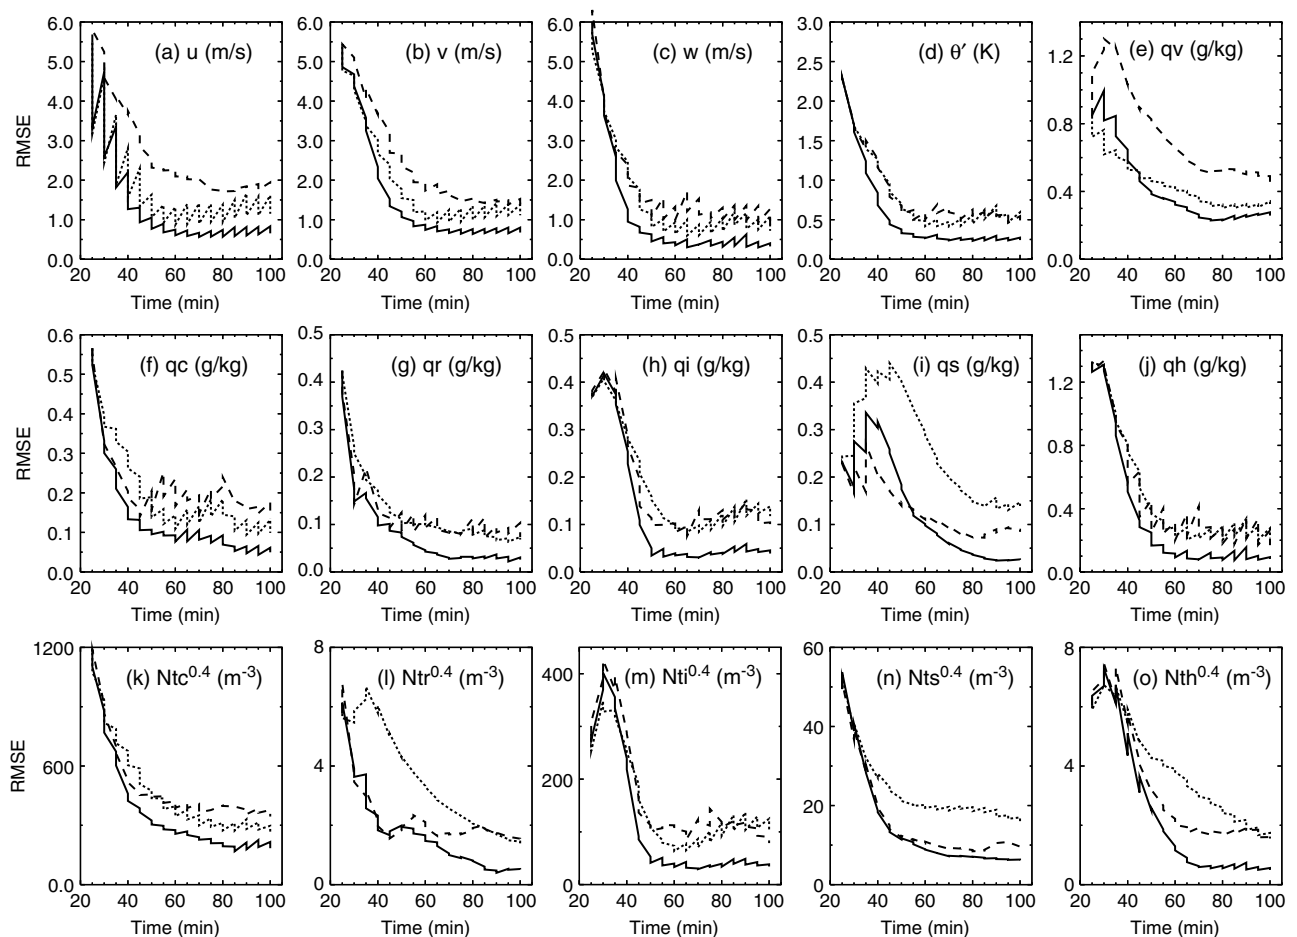 (a) u (m/s) (b) v (m/s) (c) w (m/s) (d) θ′ (K) (e) qv (g/kg)
RMSE
6.0 5.0 4.0 3.0 2.0 1.0 0.0
6.0 5.0 4.0 3.0 2.0 1.0 0.0
6.0 5.0 4.0 3.0 2.0 1.0 0.0
3.0 2.5 2.0 1.5 1.0 0.5 0.0
1.2 0.8 0.4 0.0
20 40 60 80 100 20 40 60 80 100 20 40 60 80 100 20 40 60 80 100 20 40 60 80 100
Time (min) Time (min) Time (min) Time (min) Time (min)
(f) qc (g/kg) (g) qr (g/kg) (h) qi (g/kg) (i) qs (g/kg) (j) qh (g/kg)
RMSE
0.6 0.5 0.4 0.3 0.2 0.1 0.0
0.5 0.4 0.3 0.2 0.1 0.0
0.5 0.4 0.3 0.2 0.1 0.0
0.5 0.4 0.3 0.2 0.1 0.0
1.2 0.8 0.4 0.0
20 40 60 80 100 20 40 60 80 100 20 40 60 80 100 20 40 60 80 100 20 40 60 80 100
Time (min) Time (min) Time (min) Time (min) Time (min)
(k) Ntc0.4 (m-3) (l) Ntr0.4 (m-3) (m) Nti0.4 (m-3) (n) Nts0.4 (m-3) (o) Nth0.4 (m-3)
RMSE
1200 600 0.0
8 4 0
400 200 0
60 40 20 0
8 4 0
20 40 60 80 100 20 40 60 80 100 20 40 60 80 100 20 40 60 80 100 20 40 60 80 100
Time (min) Time (min) Time (min) Time (min) Time (min)